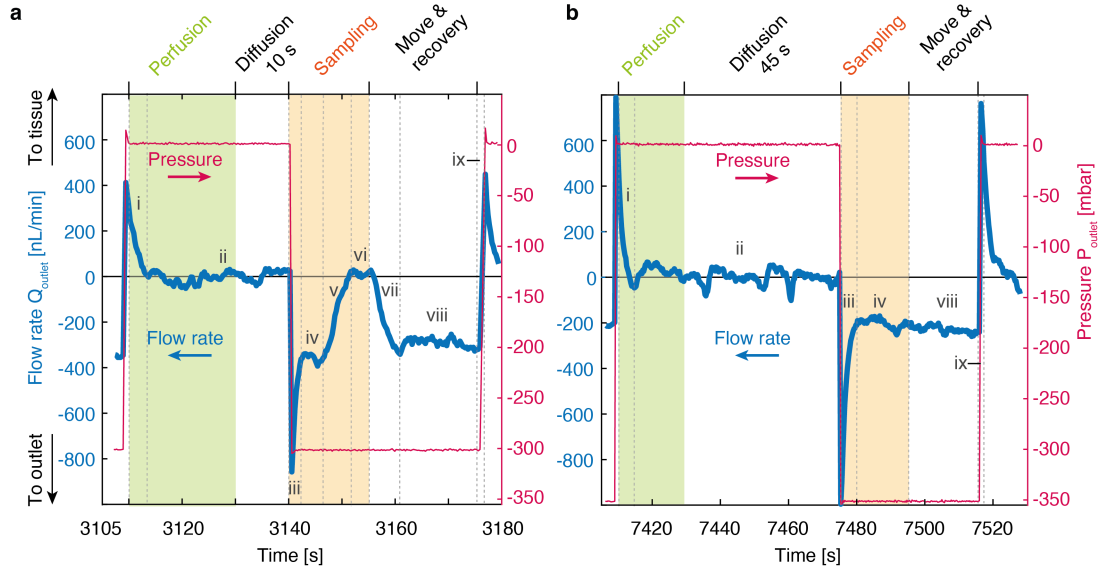 a
Perfusion
Diffusion
10 s
Sampling
Move &
recovery
To tissue
To outlet
Flow rate Q_outlet [nL/min]
600
400
200
0
-200
-400
-600
-800
Pressure
Flow rate
i
ii
iii
iv
v
vi
vii
viii
ix
0
-50
-100
-150
-200
-250
-300
-350
3105
3120
3140
3160
3180
Time [s]
b
Perfusion
Diffusion
45 s
Sampling
Move &
recovery
600
400
200
0
-200
-400
-600
-800
Pressure
Flow rate
i
ii
iii
iv
viii
ix
0
-50
-100
-150
-200
-250
-300
-350
Pressure P_outlet [mbar]
7420
7440
7460
7480
7500
7520
Time [s]